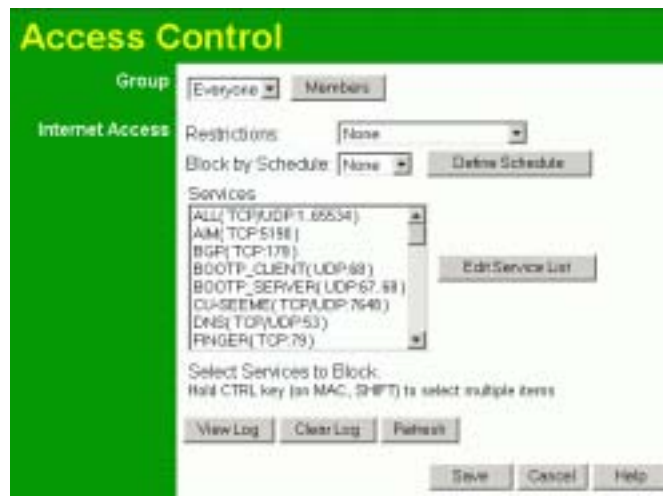 Access Control
Group
Everyone
Members
Internet Access
Restrictions
None
Block by Schedule
None
Define Schedule
Services
ALL(TCP/UDP:1..65534)
AIM(TCP:5190)
BGP(TCP:179)
BOOTP_CLIENT(UDP:68)
BOOTP_SERVER(UDP:67..68)
CU-SEEME(TCP/UDP:7648)
DNS(TCP/UDP:53)
FINGER(TCP:79)
Edit Service List
Select Services to Block.
Hold CTRL key (on MAC, SHIFT) to select multiple items
View Log
Clear Log
Refresh
Save
Cancel
Help